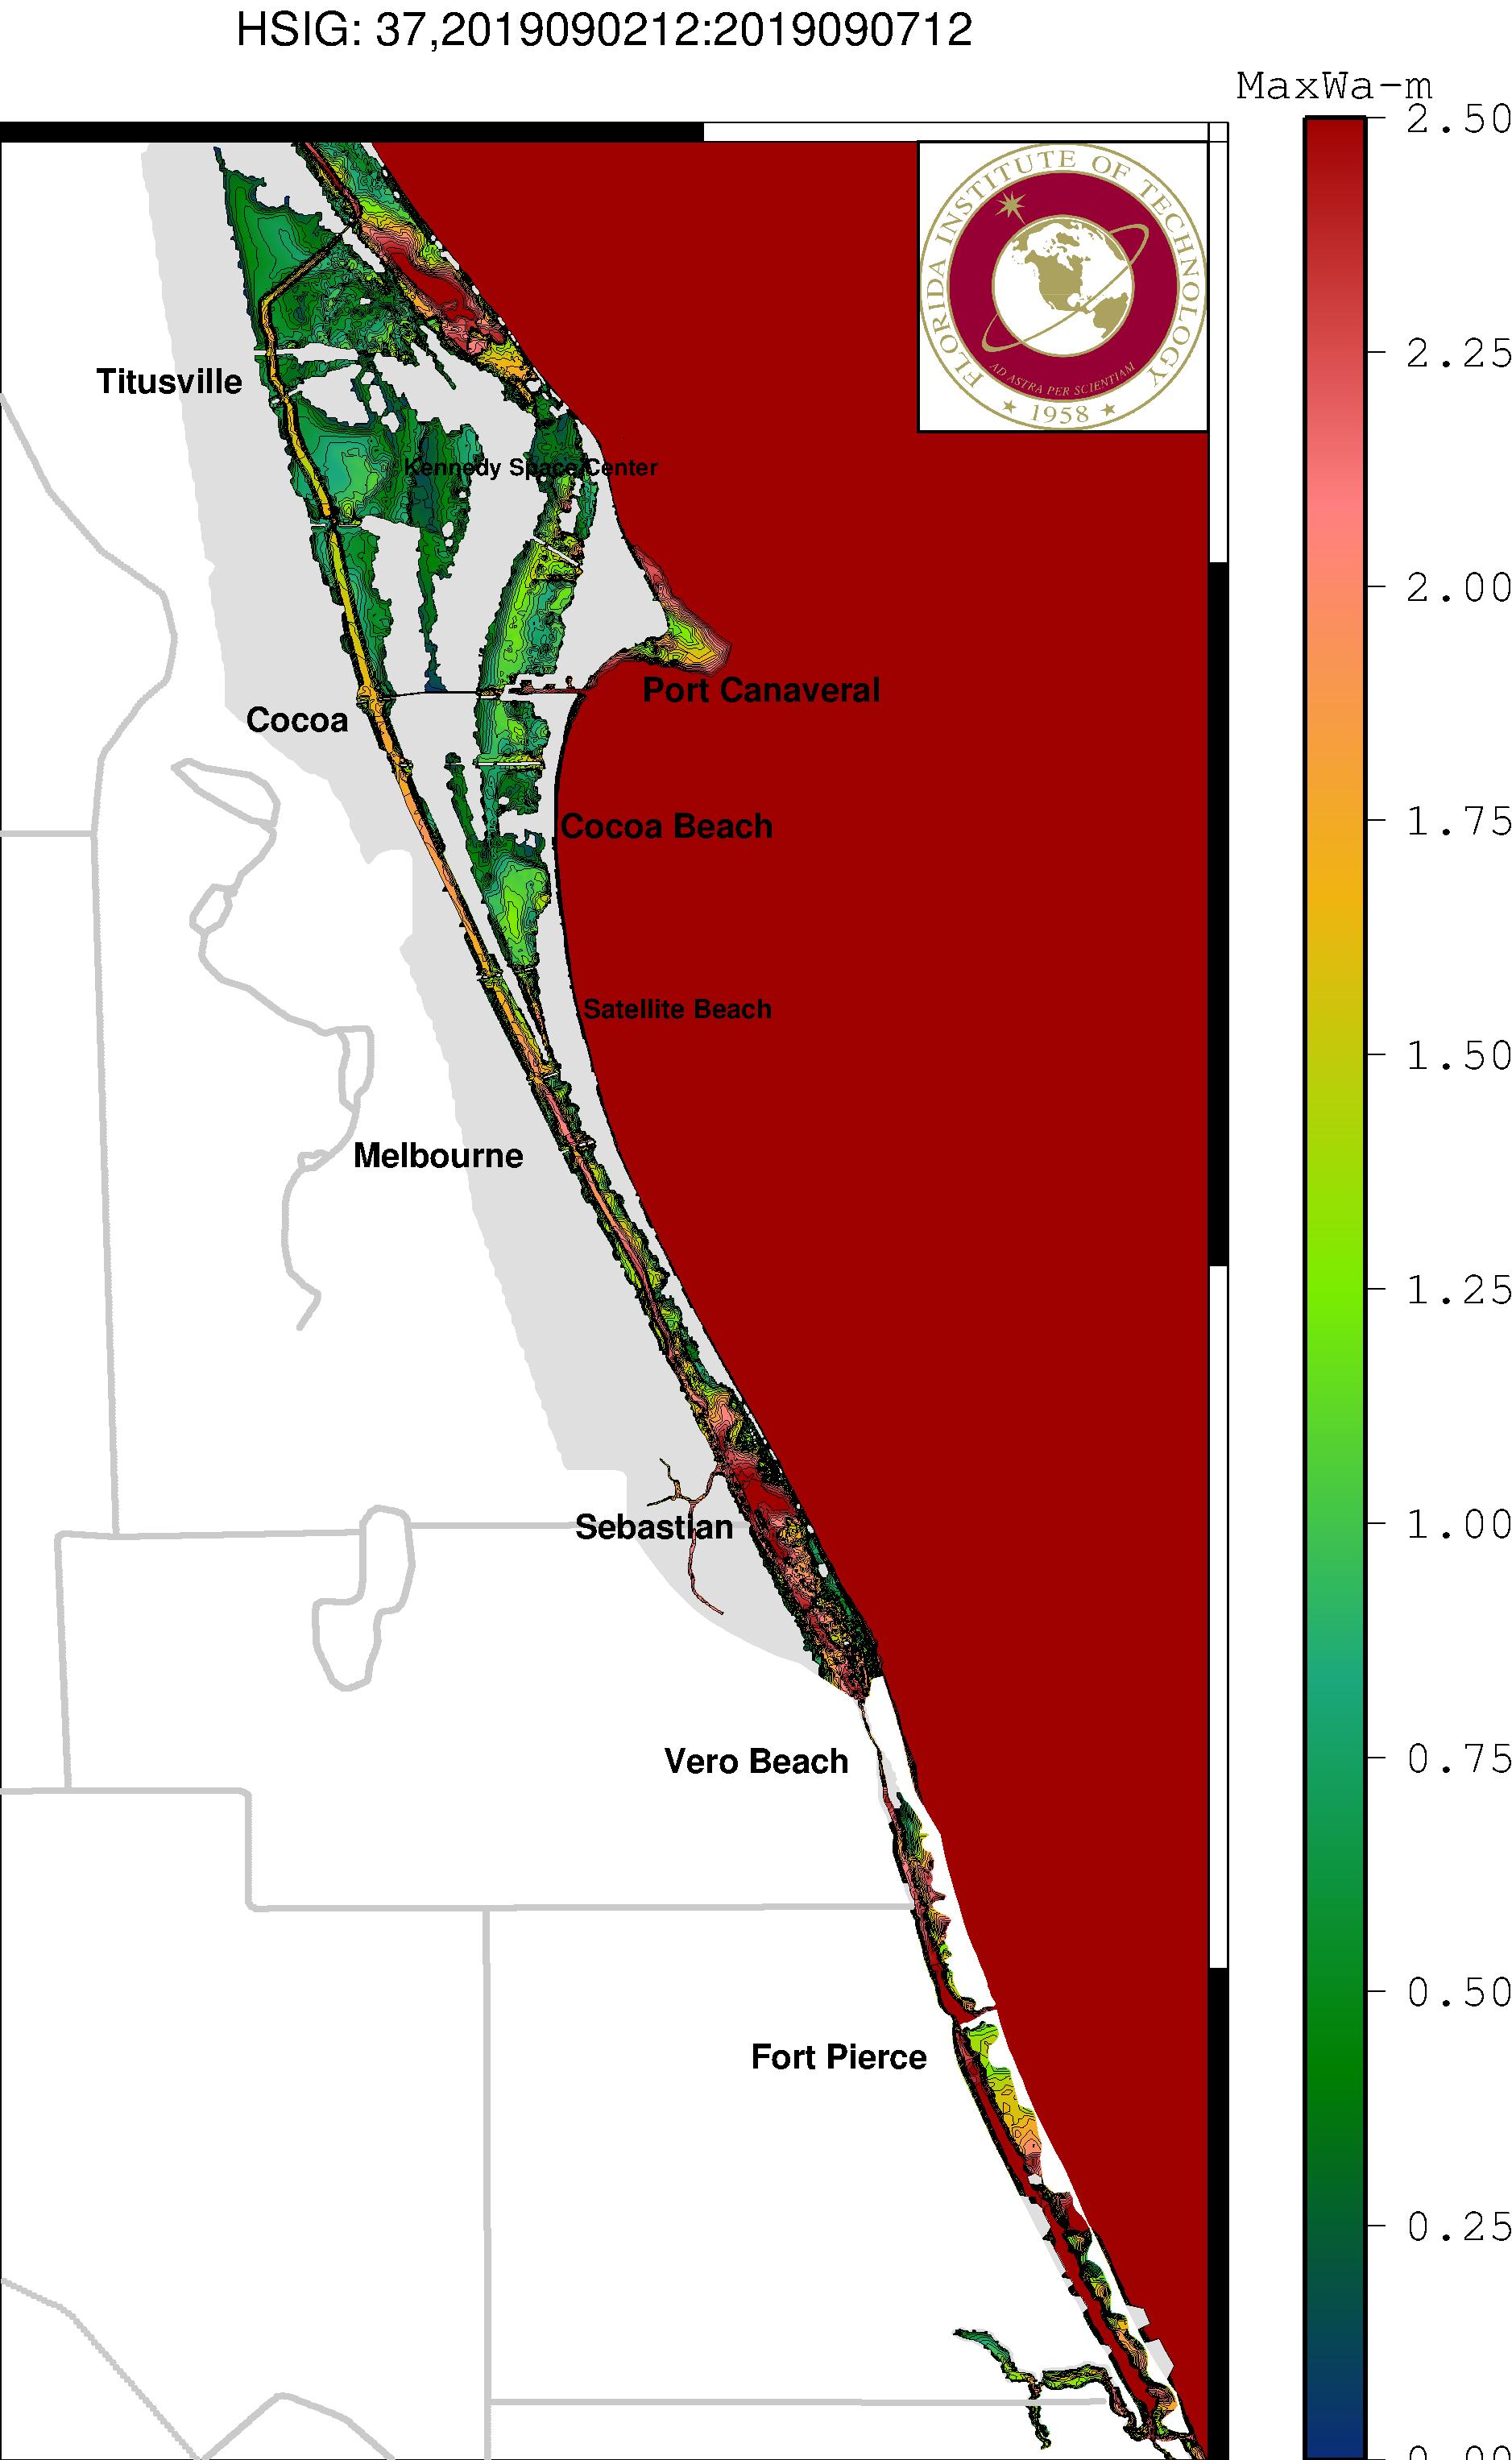 HSIG: 37,2019090212:2019090712
MaxWa-m
2.50
FLORIDA INSTITUTE OF TECHNOLOGY
AD ASTRA PER SCIENTIAM
★ 1958 ★
2.25
Titusville
Kennedy Space Center
2.00
Port Canaveral
Cocoa
1.75
Cocoa Beach
Satellite Beach
1.50
Melbourne
1.25
Sebastian
1.00
Vero Beach
0.75
0.50
Fort Pierce
0.25
0.00